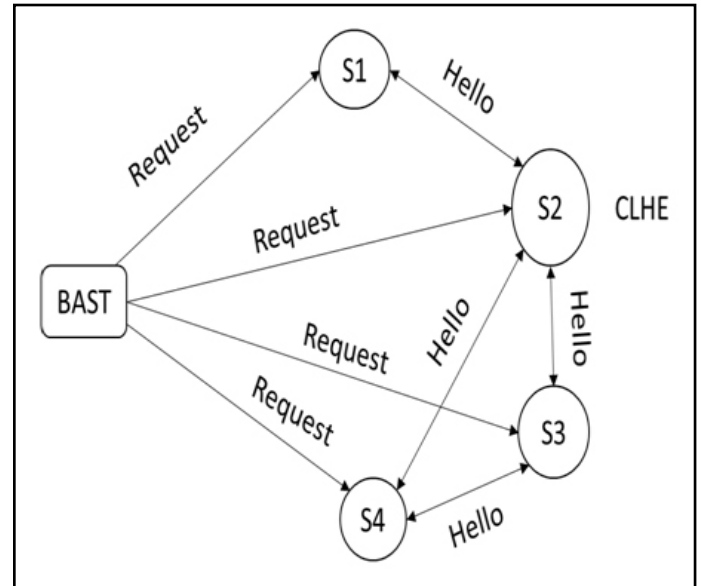 S1
Hello
Request
S2
CLHE
Request
BAST
Hello
Hello
Request
Request
S3
S4
Hello